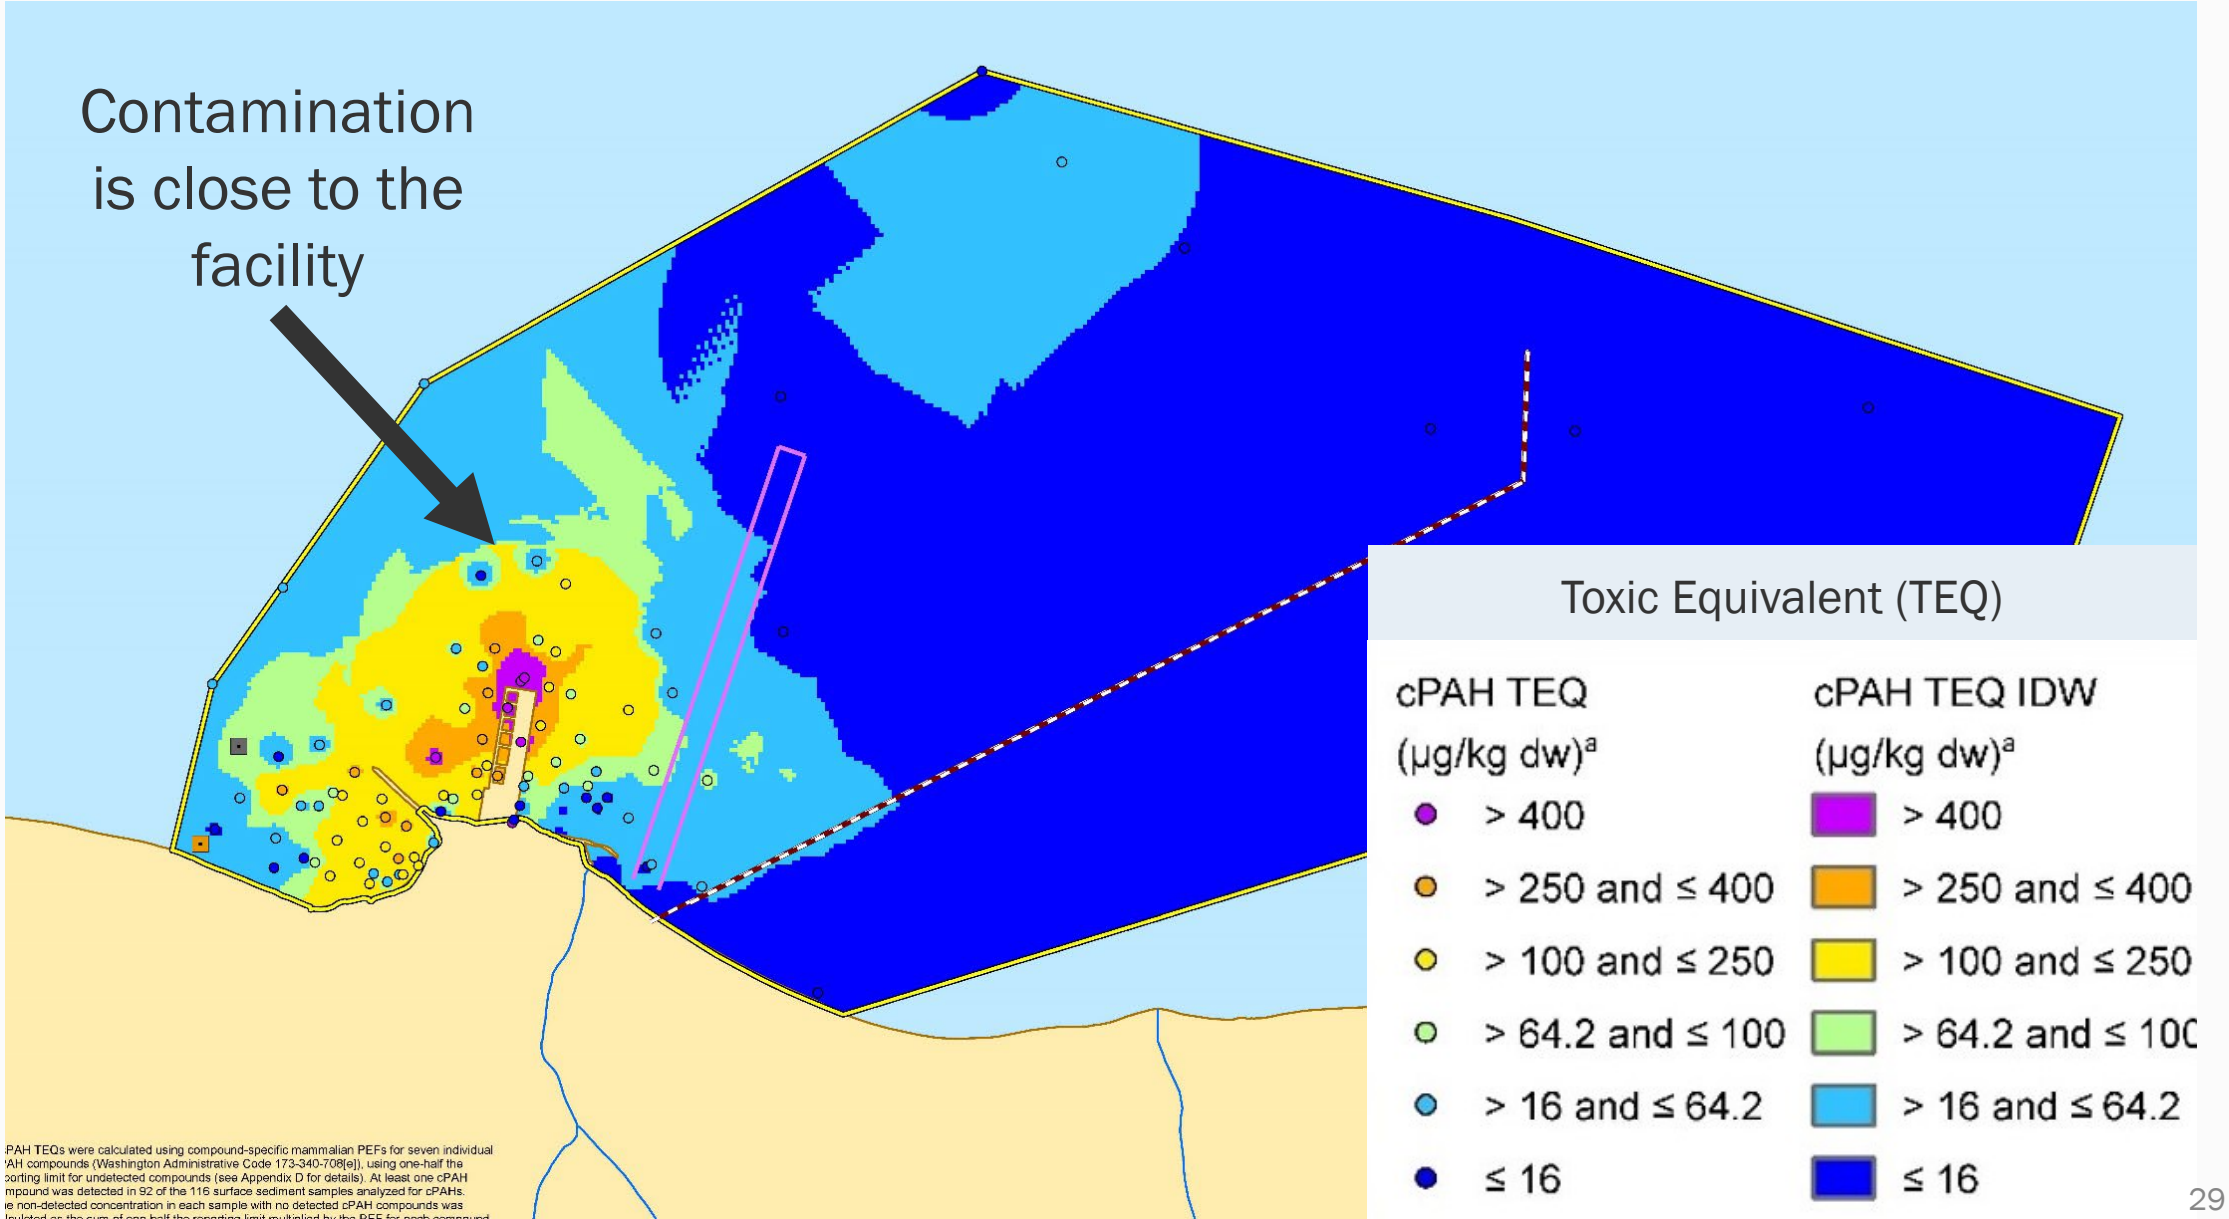 Contamination
is close to the
facility
Toxic Equivalent (TEQ)
cPAH TEQ
(µg/kg dw)ª
> 400
> 250 and ≤ 400
> 100 and ≤ 250
> 64.2 and ≤ 100
> 16 and ≤ 64.2
≤ 16
cPAH TEQ IDW
(µg/kg dw)ª
> 400
> 250 and ≤ 400
> 100 and ≤ 250
> 64.2 and ≤ 100
> 16 and ≤ 64.2
≤ 16
PAH TEQs were calculated using compound-specific mammalian PEFs for seven individual
AH compounds (Washington Administrative Code 173-340-708[e]), using one-half the
orting limit for undetected compounds (see Appendix D for details). At least one cPAH
mpound was detected in 92 of the 116 surface sediment samples analyzed for cPAHs.
e non-detected concentration in each sample with no detected cPAH compounds was
29